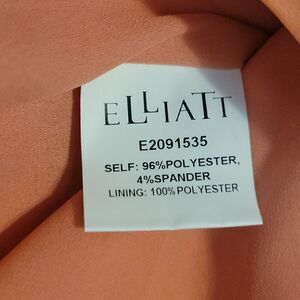 ELLIATT
E2091535
SELF: 96%POLYESTER,
4%SPANDER
LINING: 100%POLYESTER